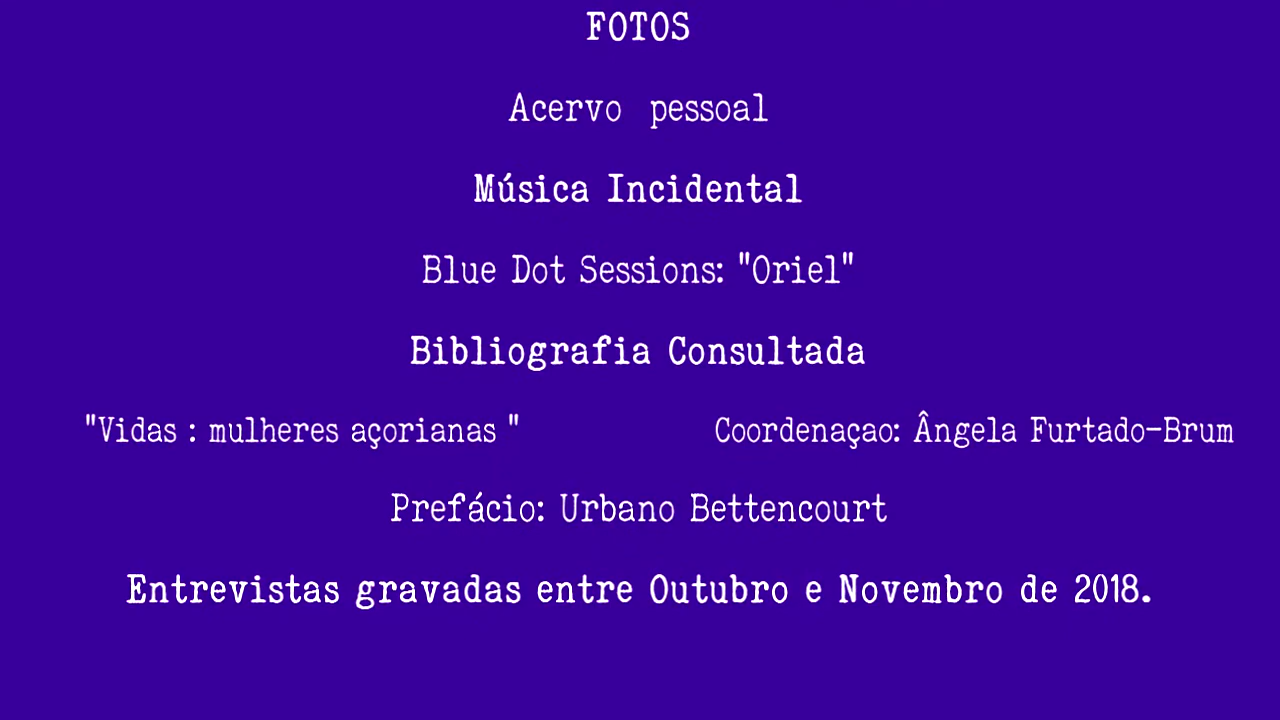 FOTOS
Acervo pessoal
Música Incidental
Blue Dot Sessions: "Oriel"
Bibliografia Consultada
"Vidas : mulheres açorianas " Coordenaçao: Ângela Furtado-Brum
Prefácio: Urbano Bettencourt
Entrevistas gravadas entre Outubro e Novembro de 2018.